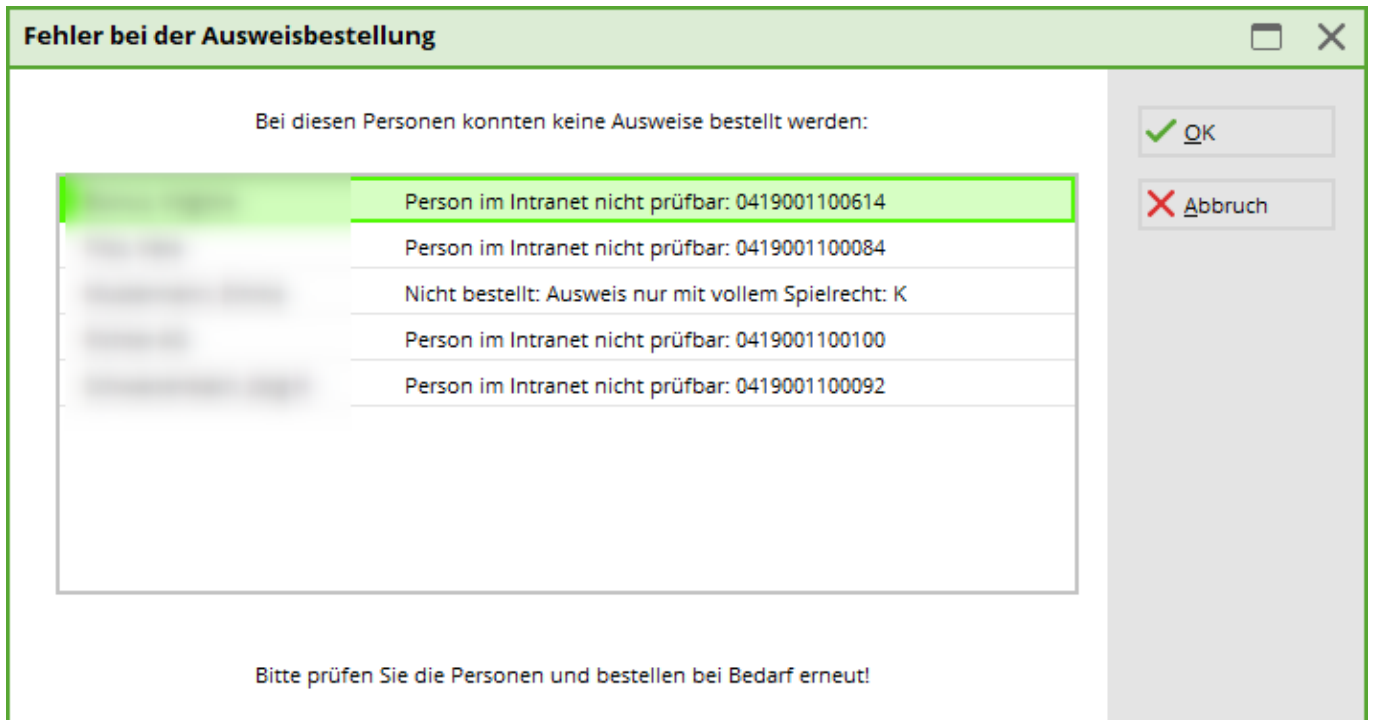 Fehler bei der Ausweisbestellung
Bei diesen Personen konnten keine Ausweise bestellt werden:
OK
Person im Intranet nicht prüfbar: 0419001100614
Abbruch
Person im Intranet nicht prüfbar: 0419001100084
Nicht bestellt: Ausweis nur mit vollem Spielrecht: K
Person im Intranet nicht prüfbar: 0419001100100
Person im Intranet nicht prüfbar: 0419001100092
Bitte prüfen Sie die Personen und bestellen bei Bedarf erneut!